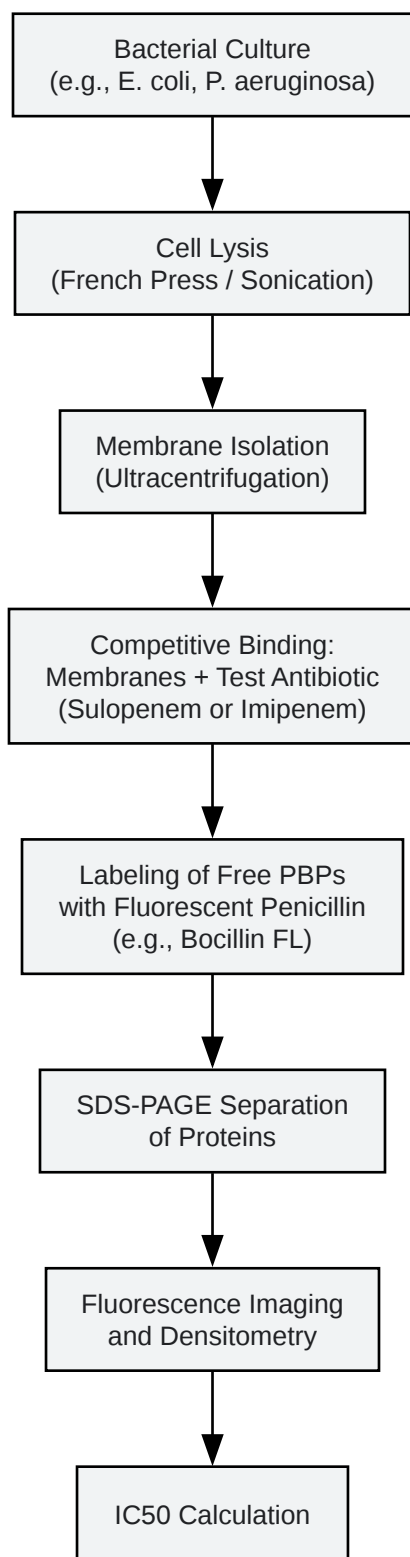 Bacterial Culture
(e.g., E. coli, P. aeruginosa)
Cell Lysis
(French Press / Sonication)
Membrane Isolation
(Ultracentrifugation)
Competitive Binding:
Membranes + Test Antibiotic
(Sulopenem or Imipenem)
Labeling of Free PBPs
with Fluorescent Penicillin
(e.g., Bocillin FL)
SDS-PAGE Separation
of Proteins
Fluorescence Imaging
and Densitometry
IC50 Calculation